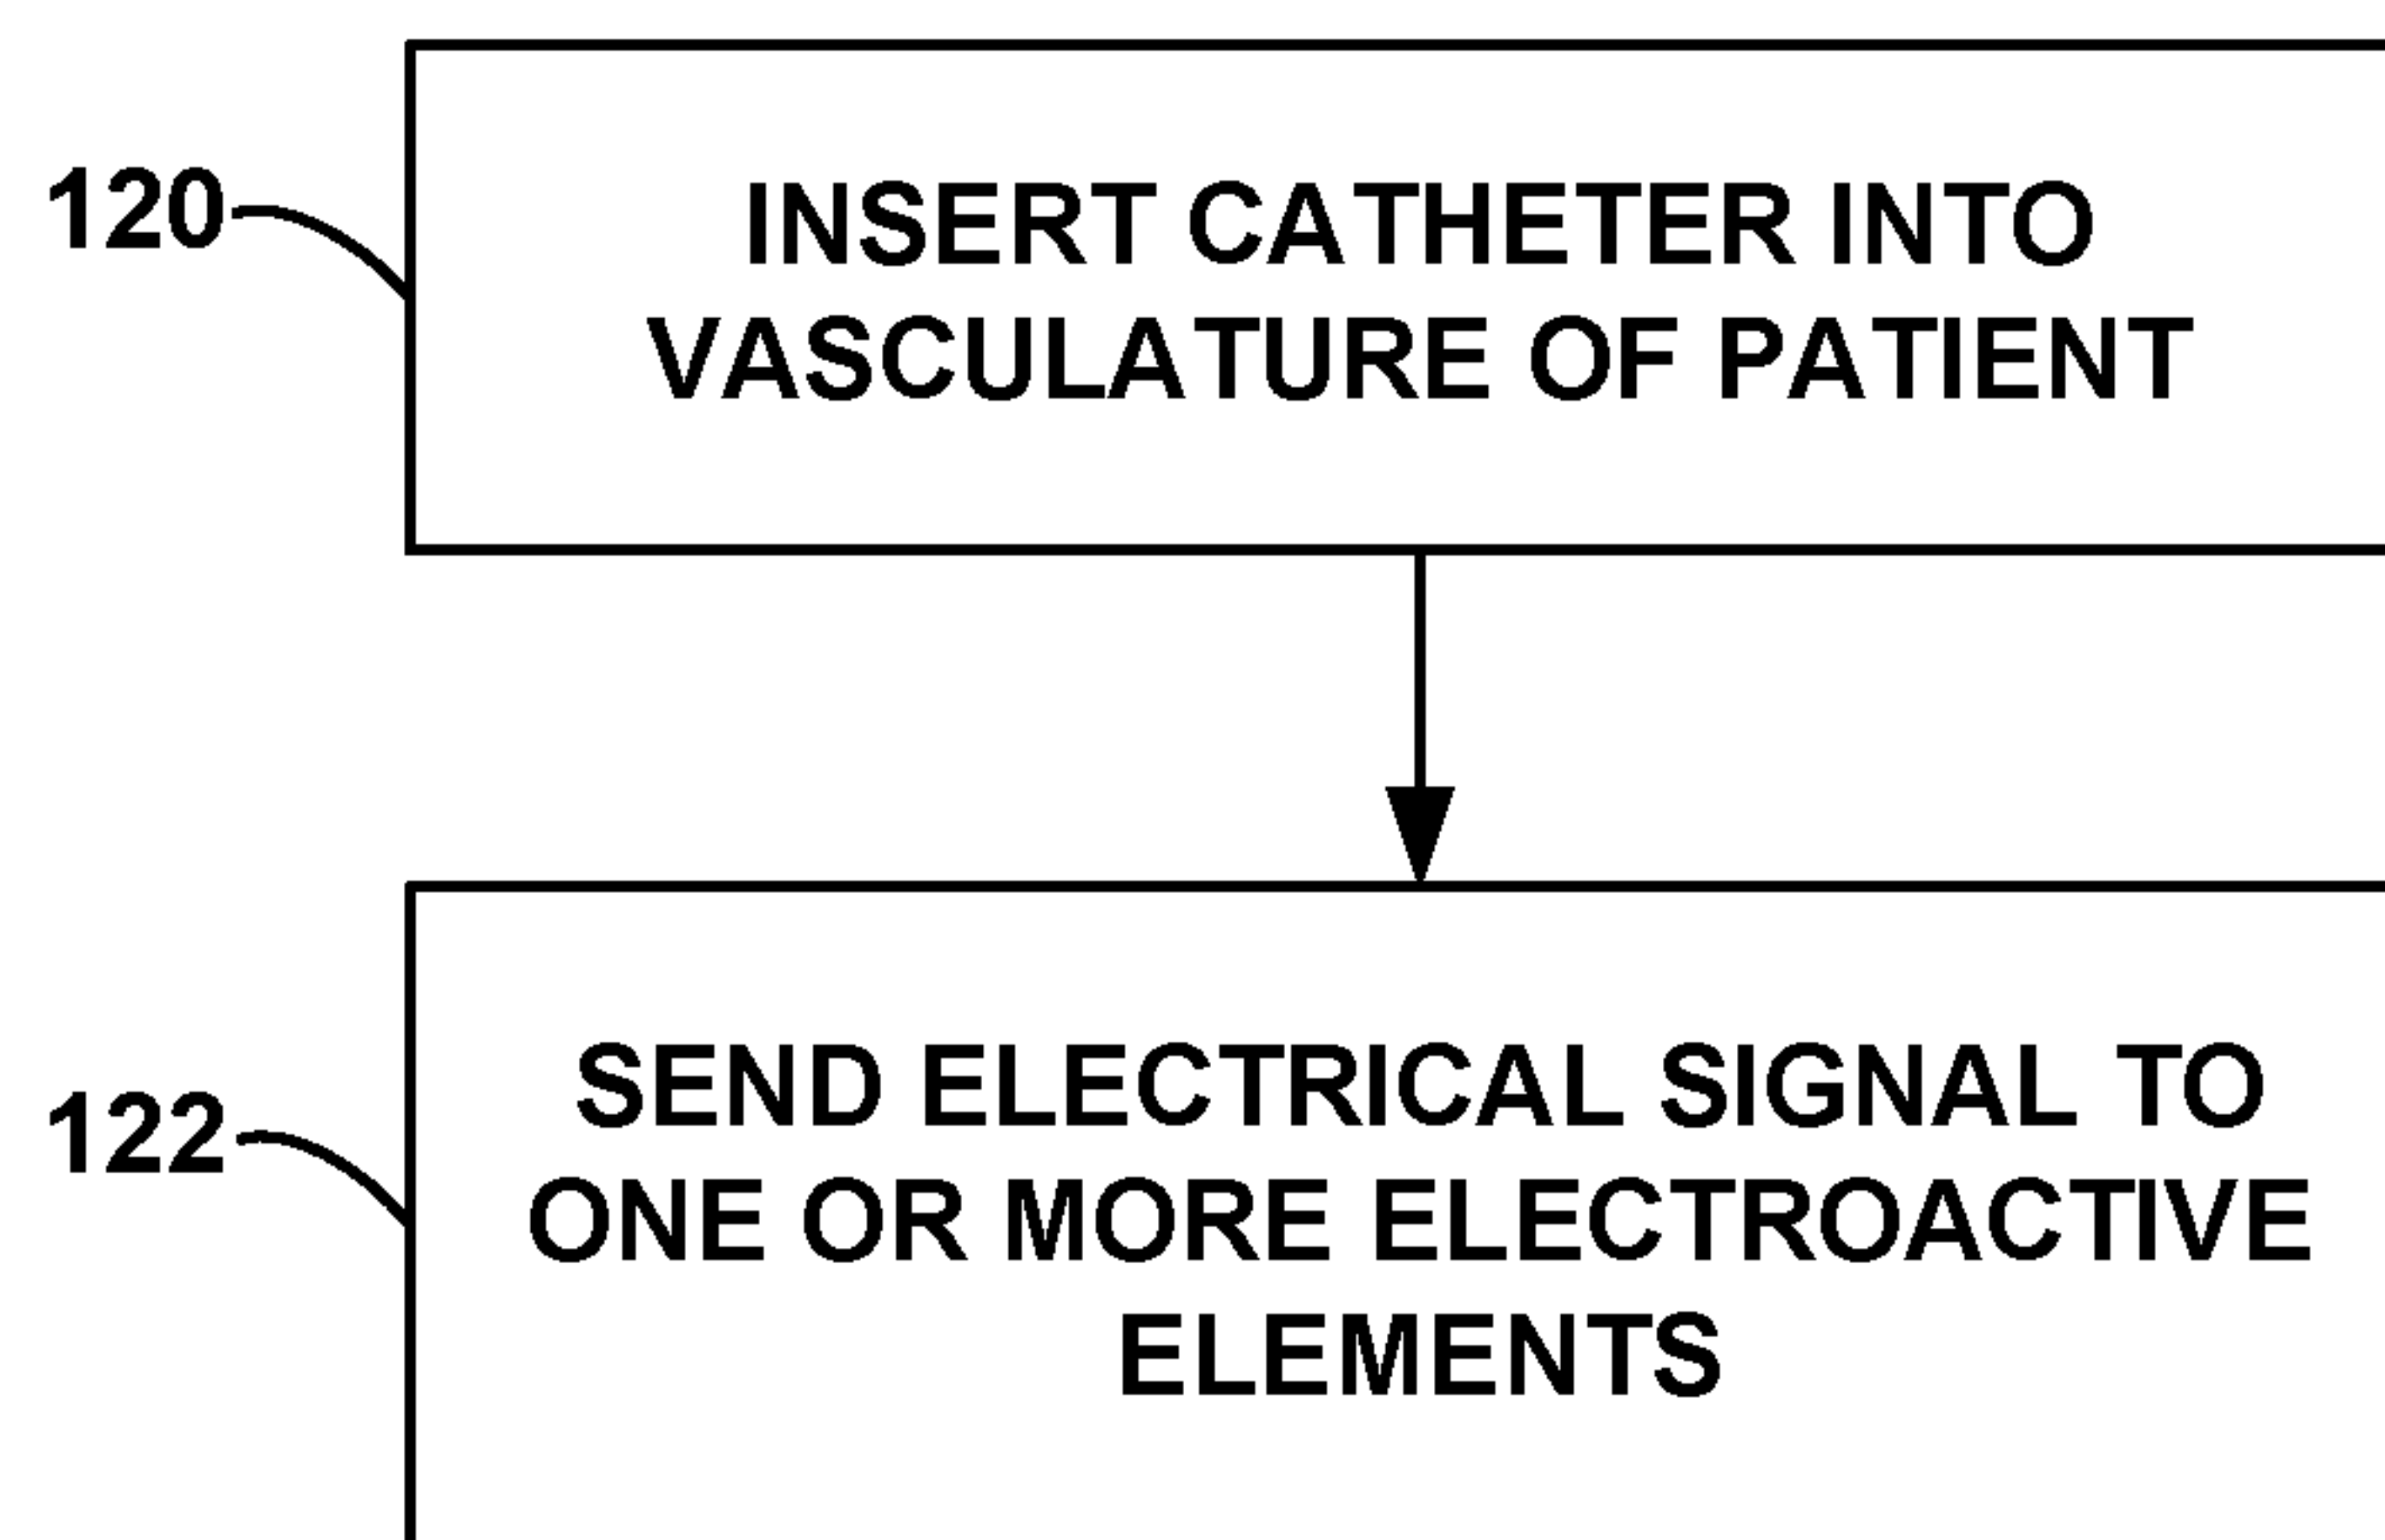 120
INSERT CATHETER INTO
VASCULATURE OF PATIENT
122
SEND ELECTRICAL SIGNAL TO
ONE OR MORE ELECTROACTIVE
ELEMENTS